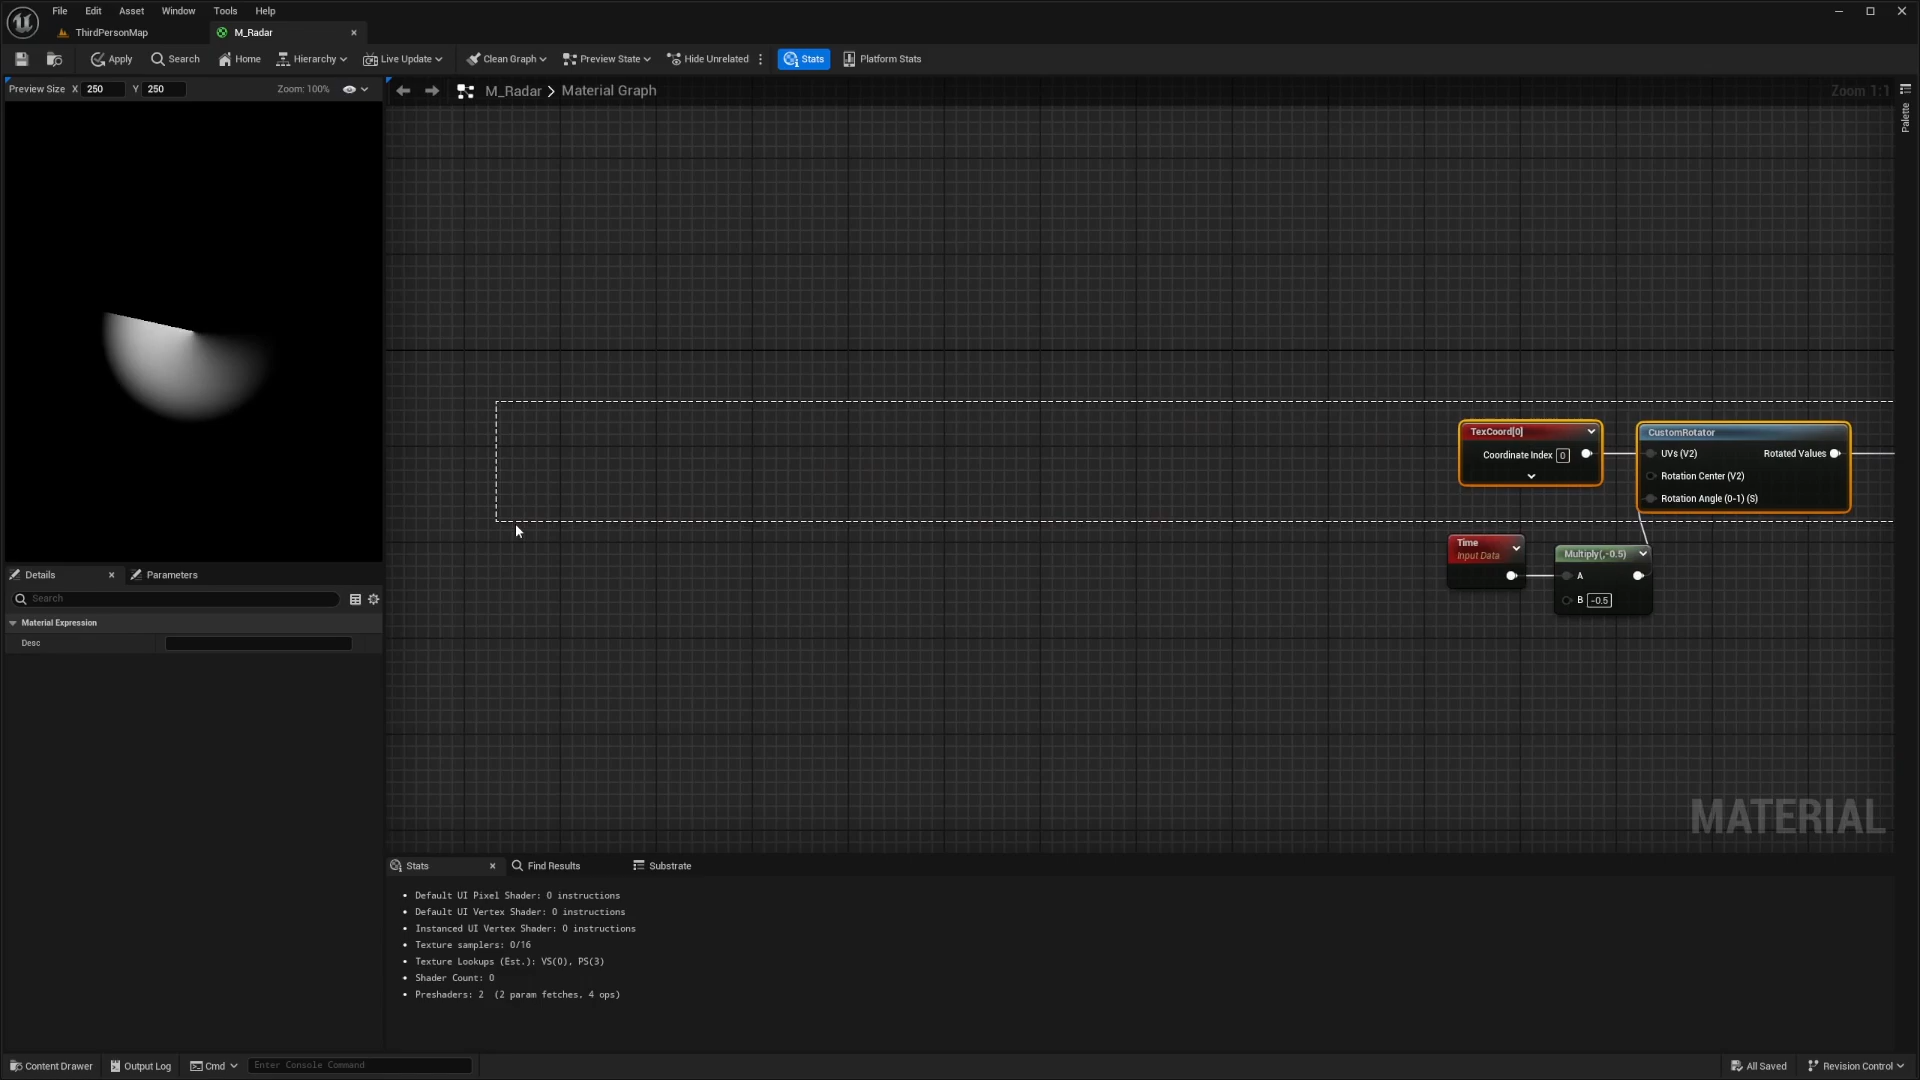 File Edit Asset Window Tools Help
ThirdPersonMap M_Radar
Apply Search Home Hierarchy Live Update Clean Graph Preview State Hide Unrelated Stats Platform Stats
Preview Size X 250 Y 250 Zoom: 100%
M_Radar > Material Graph Zoom 1:1
Palette
TexCoord[0] CustomRotator
Coordinate Index 0 UVs (V2) Rotated Values
Rotation Center (V2)
Rotation Angle (0-1) (S)
Time
Input Data
Multiply(,-0.5)
A
B -0.5
MATERIAL
Details Parameters
Search
Material Expression
Desc
Stats Find Results Substrate
• Default UI Pixel Shader: 0 instructions
• Default UI Vertex Shader: 0 instructions
• Instanced UI Vertex Shader: 0 instructions
• Texture samplers: 0/16
• Texture Lookups (Est.): VS(0), PS(3)
• Shader Count: 0
• Preshaders: 2 (2 param fetches, 4 ops)
Content Drawer Output Log Cmd Enter Console Command All Saved Revision Control